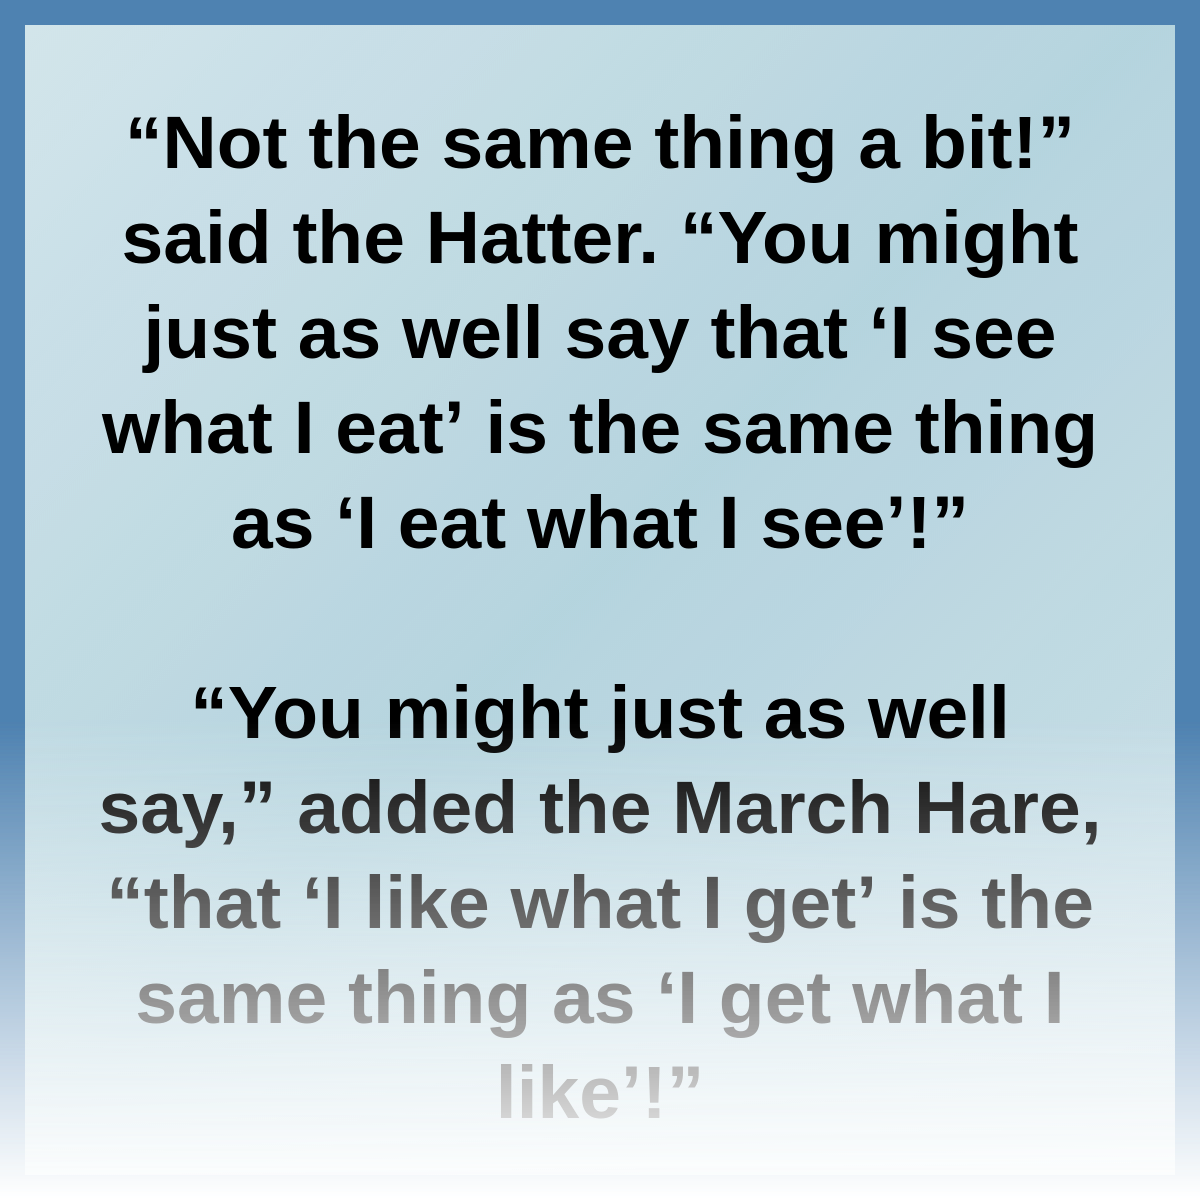 “Not the same thing a bit!”
said the Hatter. “You might
just as well say that ‘I see
what I eat’ is the same thing
as ‘I eat what I see’!”
“You might just as well
say,” added the March Hare,
“that ‘I like what I get’ is the
same thing as ‘I get what I
like’!”